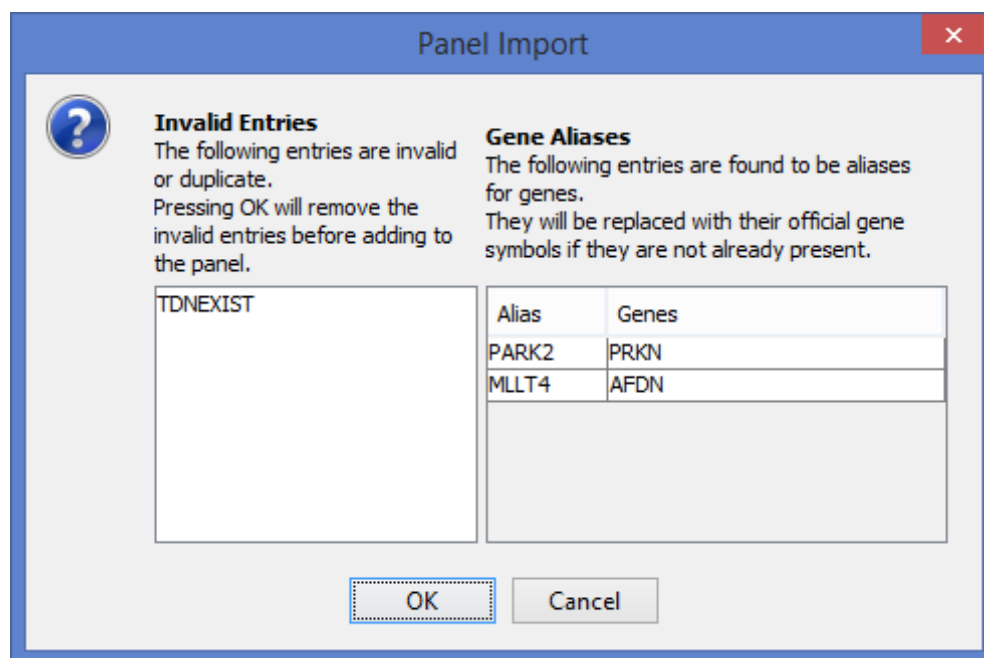 Panel Import
Invalid Entries
The following entries are invalid
or duplicate.
Pressing OK will remove the
invalid entries before adding to
the panel.
TDNEXIST
Gene Aliases
The following entries are found to be aliases
for genes.
They will be replaced with their official gene
symbols if they are not already present.
Alias Genes
PARK2 PRKN
MLLT4 AFDN
OK Cancel